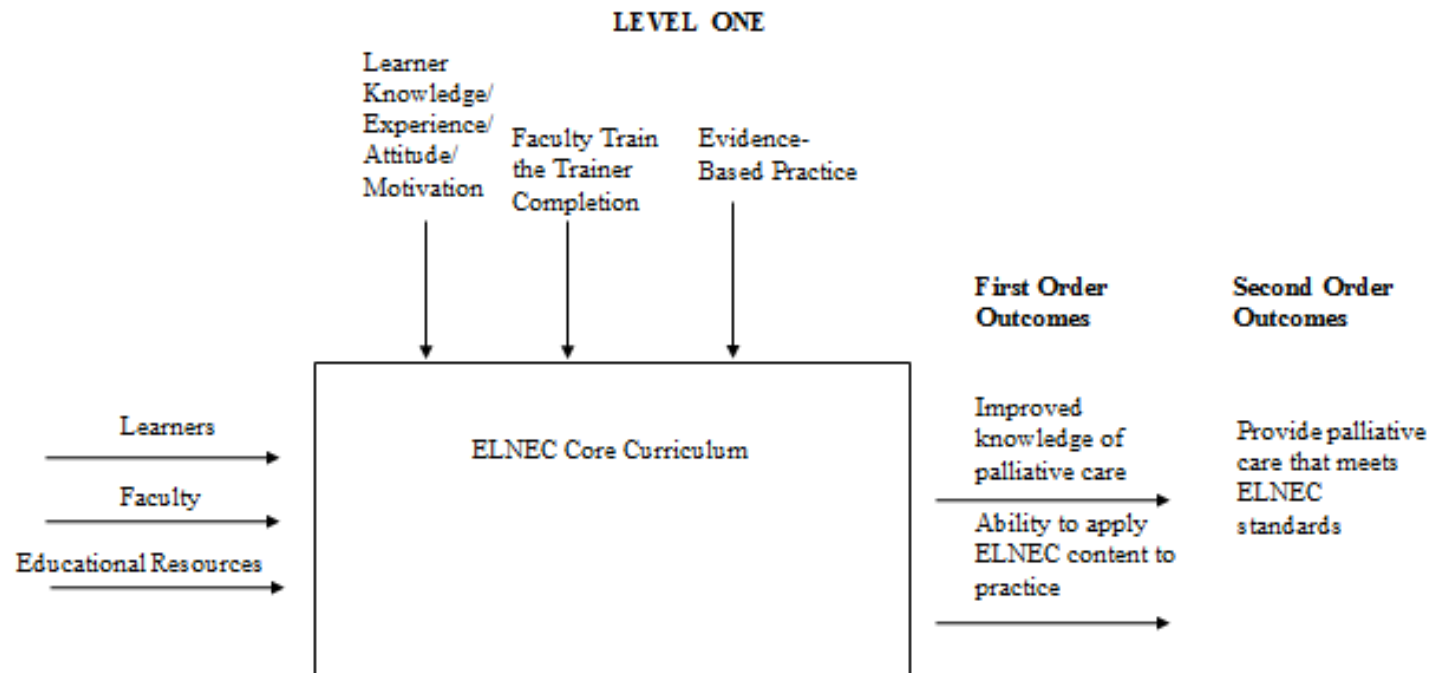 LEVEL ONE
Learner
Knowledge/
Experience/
Attitude/
Motivation
Faculty Train
the Trainer
Completion
Evidence-
Based Practice
First Order
Outcomes
Second Order
Outcomes
Learners
Faculty
Educational Resources
ELNEC Core Curriculum
Improved
knowledge of
palliative care
Ability to apply
ELNEC content to
practice
Provide palliative
care that meets
ELNEC
standards